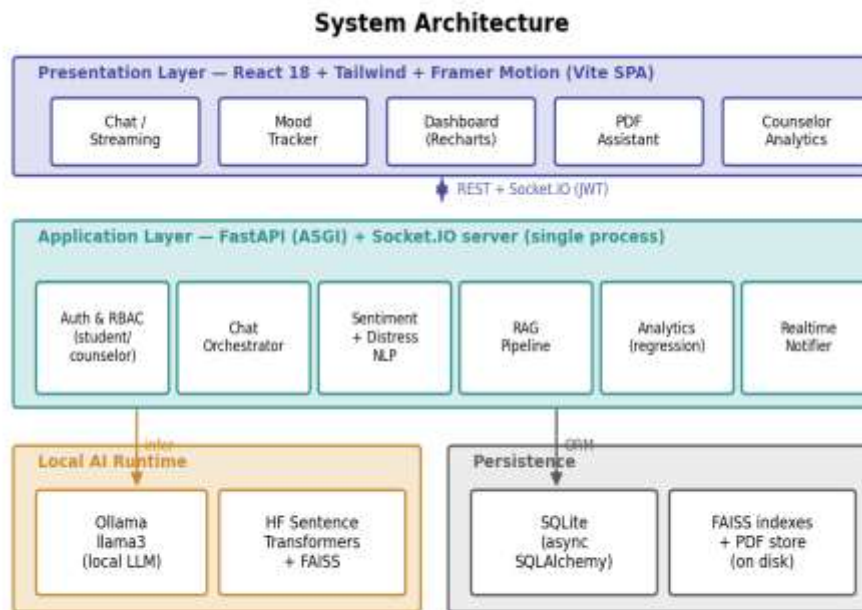 System Architecture
Presentation Layer — React 18 + Tailwind + Framer Motion (Vite SPA)
Chat /
Streaming
Mood
Tracker
Dashboard
(Recharts)
PDF
Assistant
Counselor
Analytics
REST + Socket.IO (JWT)
Application Layer — FastAPI (ASGI) + Socket.IO server (single process)
Auth & RBAC
(student/
counselor)
Chat
Orchestrator
Sentiment
+ Distress
NLP
RAG
Pipeline
Analytics
(regression)
Realtime
Notifier
infer
ORM
Local AI Runtime
Ollama
llama3
(local LLM)
HF Sentence
Transformers
+ FAISS
Persistence
SQLite
(async
SQLAlchemy)
FAISS indexes
+ PDF store
(on disk)